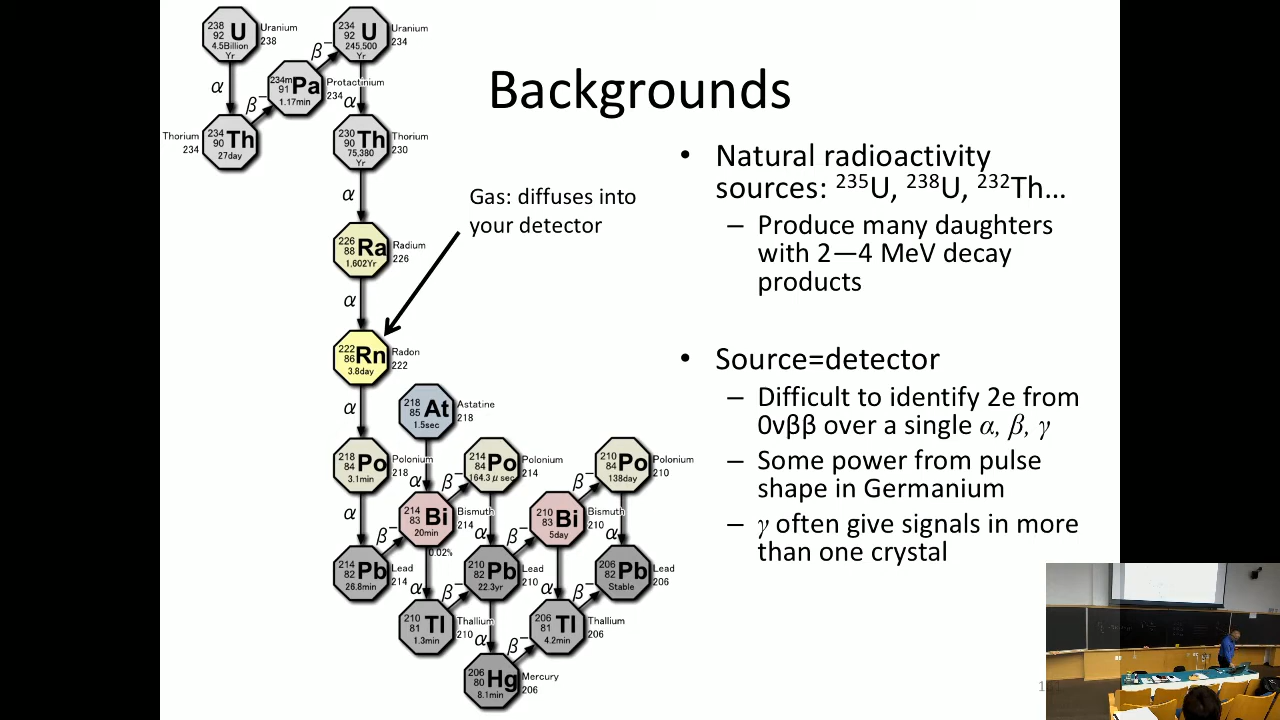 Backgrounds
238
92 U
4.5Billion
Yr
Uranium
238
α
234
90 Th
27day
Thorium
234
β⁻
234m
91 Pa
1.17min
Protactinium
234
β⁻
234
92 U
245,500
Yr
Uranium
234
α
230
90 Th
75,380
Yr
Thorium
230
α
226
88 Ra
1,602Yr
Radium
226
α
222
86 Rn
3.8day
Radon
222
Gas: diffuses into
your detector
α
218
84 Po
3.1min
Polonium
218
218
85 At
1.5sec
Astatine
218
α
α
214
82 Pb
26.8min
Lead
214
β⁻
214
83 Bi
20min
Bismuth
214
0.02%
β⁻
214
84 Po
164.3 μ sec
Polonium
214
α
α
210
81 Tl
1.3min
Thallium
210
β⁻
210
82 Pb
22.3yr
Lead
210
β⁻
210
83 Bi
5day
Bismuth
210
β⁻
210
84 Po
138day
Polonium
210
α
α
α
206
80 Hg
8.1min
Mercury
206
β⁻
206
81 Tl
4.2min
Thallium
206
β⁻
206
82 Pb
Stable
Lead
206
• Natural radioactivity
sources: ²³⁵U, ²³⁸U, ²³²Th…
– Produce many daughters
with 2—4 MeV decay
products
• Source=detector
– Difficult to identify 2e from
0νββ over a single α, β, γ
– Some power from pulse
shape in Germanium
– γ often give signals in more
than one crystal